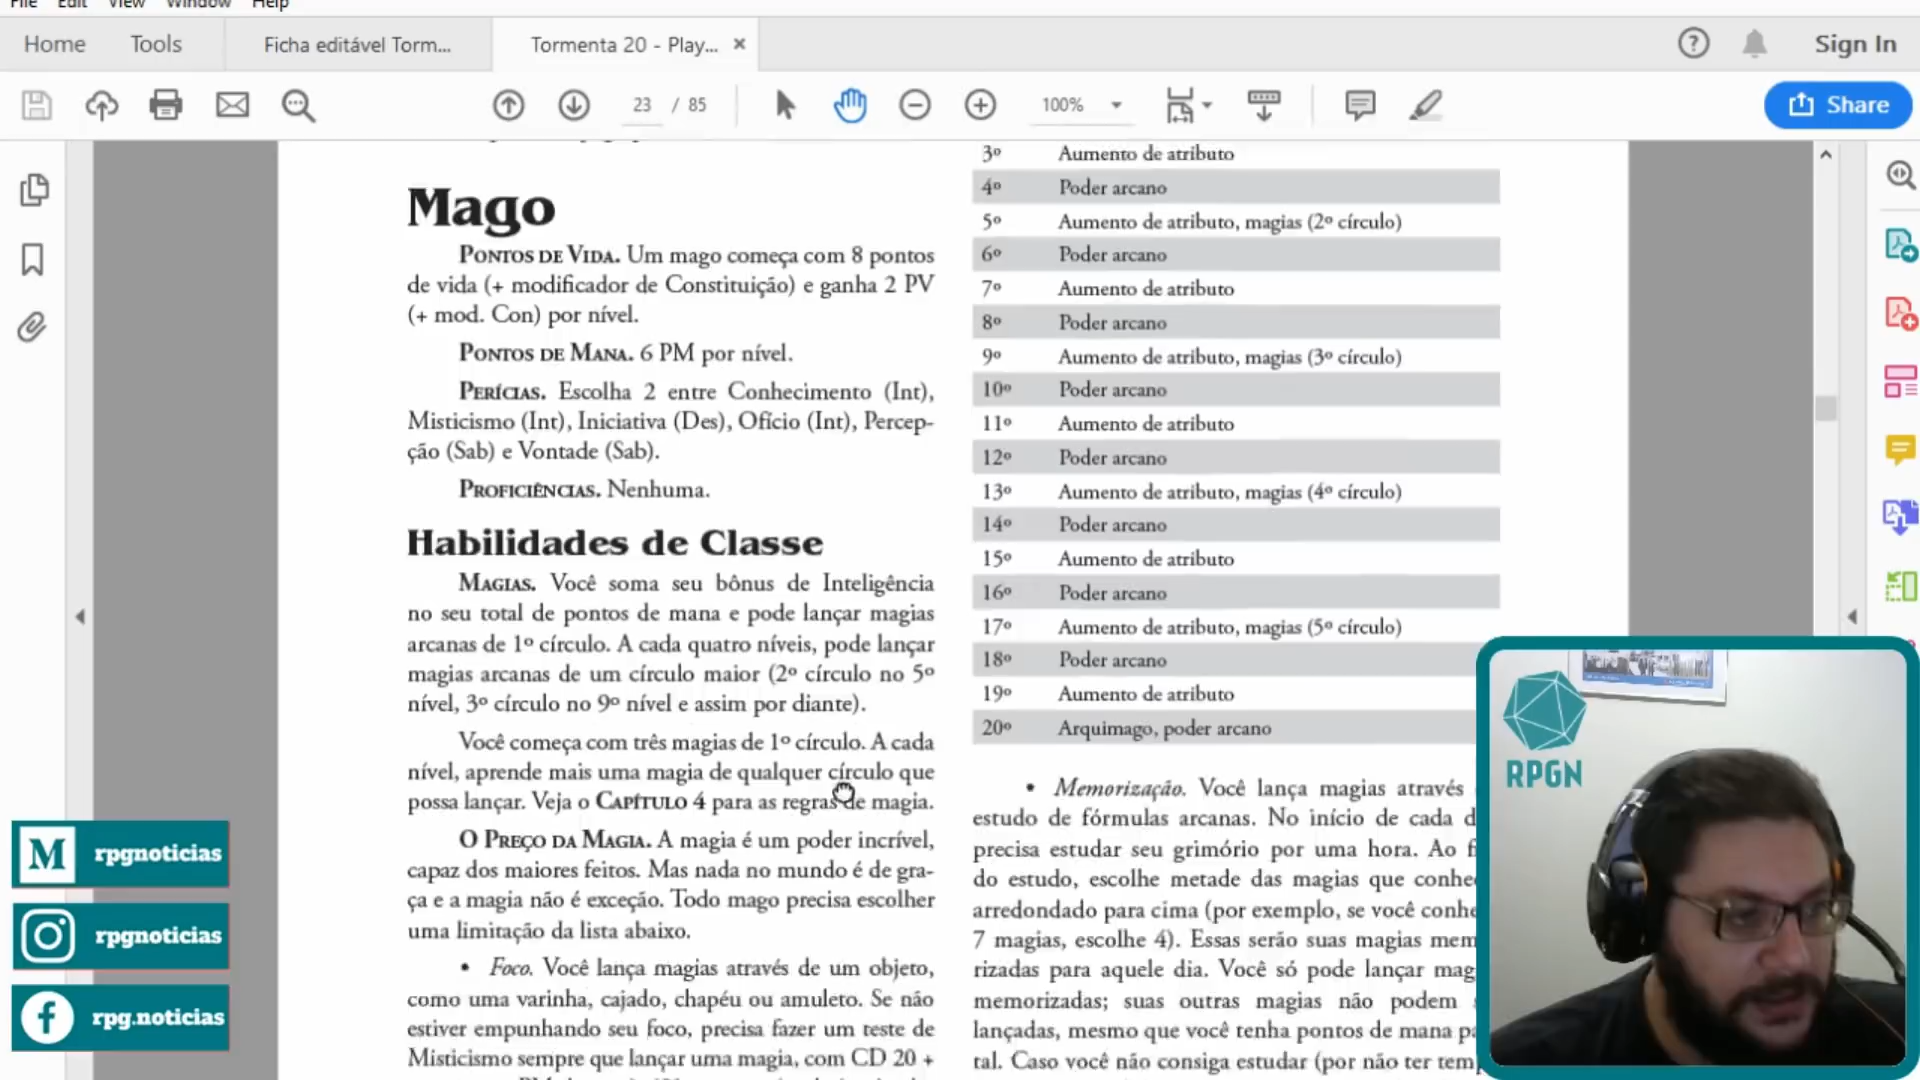 File Edit View Window Help
Home Tools Ficha editável Torm... Tormenta 20 - Play... Sign In
23 / 85 100% Share
Mago
Pontos de Vida. Um mago começa com 8 pontos
de vida (+ modificador de Constituição) e ganha 2 PV
(+ mod. Con) por nível.
Pontos de Mana. 6 PM por nível.
Perícias. Escolha 2 entre Conhecimento (Int),
Misticismo (Int), Iniciativa (Des), Ofício (Int), Percep-
ção (Sab) e Vontade (Sab).
Proficiências. Nenhuma.
Habilidades de Classe
Magias. Você soma seu bônus de Inteligência
no seu total de pontos de mana e pode lançar magias
arcanas de 1º círculo. A cada quatro níveis, pode lançar
magias arcanas de um círculo maior (2º círculo no 5º
nível, 3º círculo no 9º nível e assim por diante).
Você começa com três magias de 1º círculo. A cada
nível, aprende mais uma magia de qualquer círculo que
possa lançar. Veja o Capítulo 4 para as regras de magia.
O Preço da Magia. A magia é um poder incrível,
capaz dos maiores feitos. Mas nada no mundo é de gra-
ça e a magia não é exceção. Todo mago precisa escolher
uma limitação da lista abaixo.
• Foco. Você lança magias através de um objeto,
como uma varinha, cajado, chapéu ou amuleto. Se não
estiver empunhando seu foco, precisa fazer um teste de
Misticismo sempre que lançar uma magia, com CD 20 +
3º Aumento de atributo
4º Poder arcano
5º Aumento de atributo, magias (2º círculo)
6º Poder arcano
7º Aumento de atributo
8º Poder arcano
9º Aumento de atributo, magias (3º círculo)
10º Poder arcano
11º Aumento de atributo
12º Poder arcano
13º Aumento de atributo, magias (4º círculo)
14º Poder arcano
15º Aumento de atributo
16º Poder arcano
17º Aumento de atributo, magias (5º círculo)
18º Poder arcano
19º Aumento de atributo
20º Arquimago, poder arcano
• Memorização. Você lança magias através
estudo de fórmulas arcanas. No início de cada d
precisa estudar seu grimório por uma hora. Ao f
do estudo, escolhe metade das magias que conhe
arredondado para cima (por exemplo, se você conhe
7 magias, escolhe 4). Essas serão suas magias mem
rizadas para aquele dia. Você só pode lançar mag
memorizadas; suas outras magias não podem s
lançadas, mesmo que você tenha pontos de mana pa
tal. Caso você não consiga estudar (por não ter tem
M rpgnoticias
rpgnoticias
f rpg.noticias
RPGN